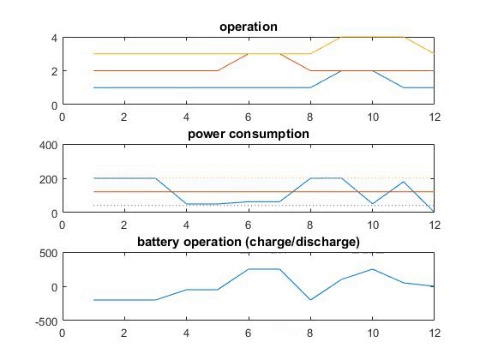 operation
4
2
0
0 2 4 6 8 10 12
power consumption
400
200
0
0 2 4 6 8 10 12
battery operation (charge/discharge)
500
0
-500
0 2 4 6 8 10 12